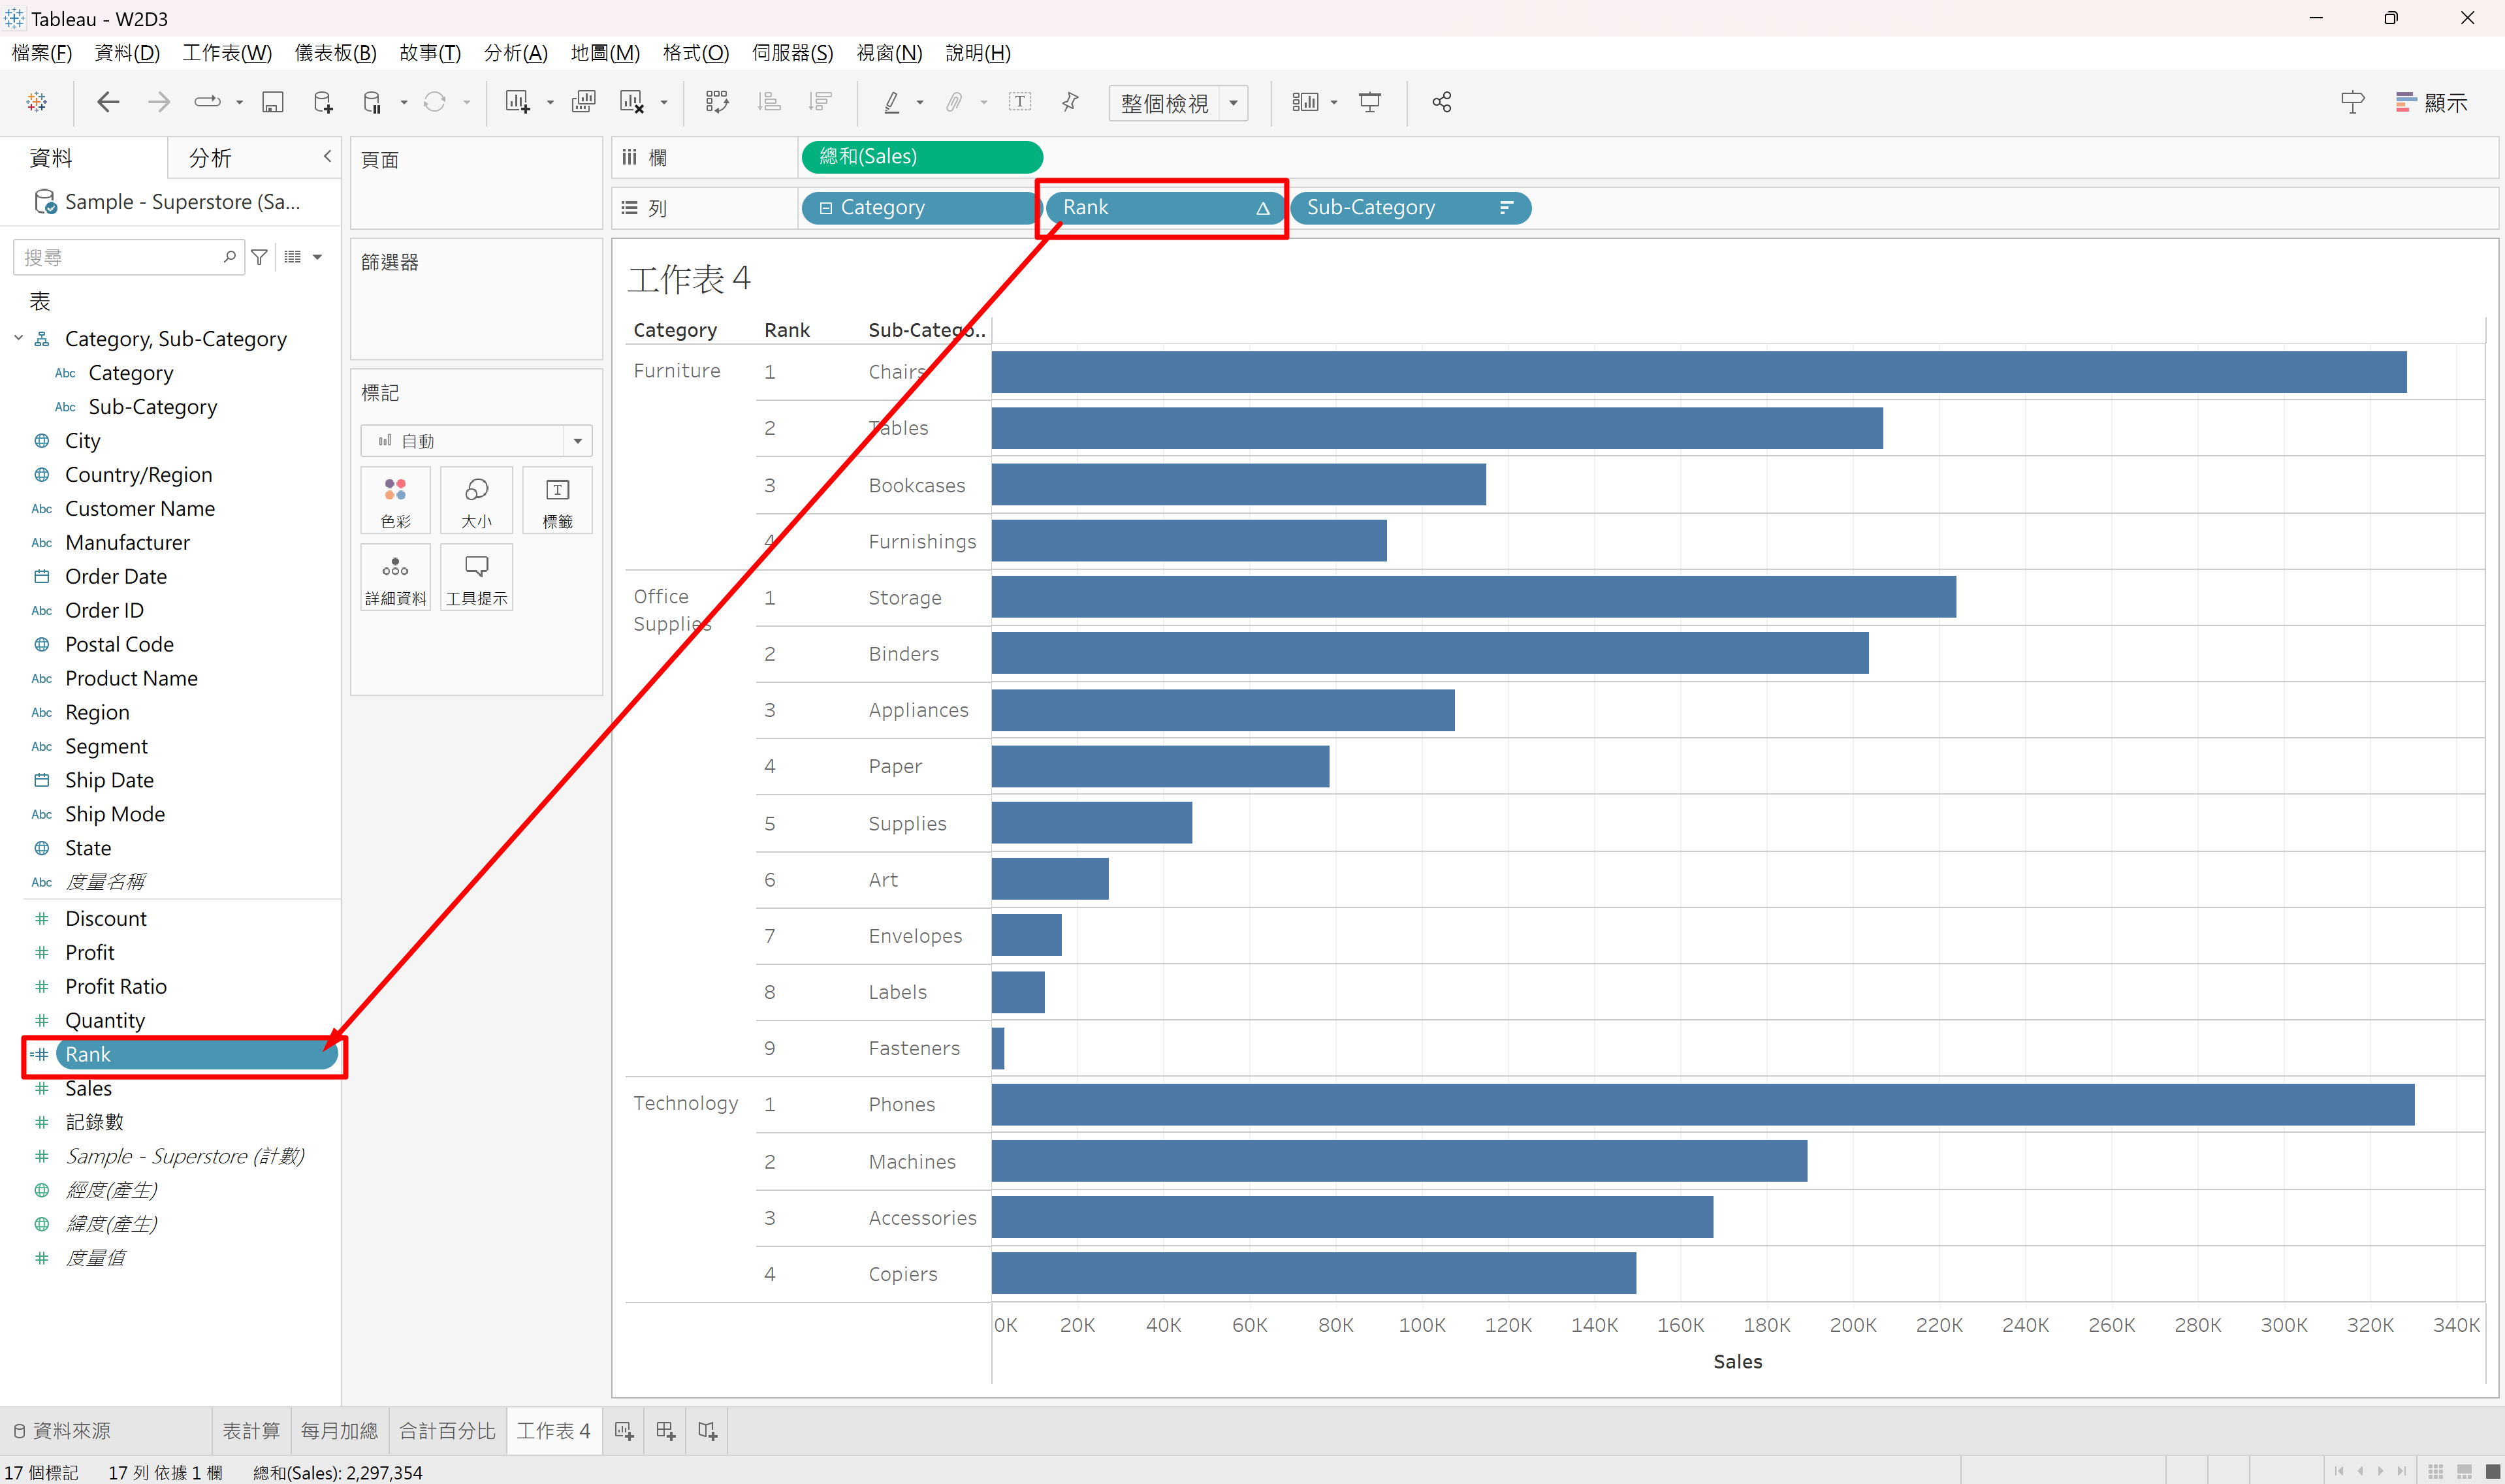 Tableau - W2D3
檔案(F) 資料(D) 工作表(W) 儀表板(B) 故事(T) 分析(A) 地圖(M) 格式(O) 伺服器(S) 視窗(N) 說明(H)
整個檢視
顯示
資料 分析
Sample - Superstore (Sa...
搜尋
表
Category, Sub-Category
Abc Category
Abc Sub-Category
City
Country/Region
Abc Customer Name
Abc Manufacturer
Order Date
Abc Order ID
Postal Code
Abc Product Name
Abc Region
Abc Segment
Ship Date
Abc Ship Mode
State
Abc 度量名稱
# Discount
# Profit
# Profit Ratio
# Quantity
=# Rank
# Sales
# 記錄數
# Sample - Superstore (計數)
經度(產生)
緯度(產生)
# 度量值
頁面
篩選器
標記
自動
色彩 大小 標籤
詳細資料 工具提示
欄 總和(Sales)
列 Category Rank Sub-Category
工作表 4
Category Rank Sub-Catego..
Furniture 1 Chairs
2 Tables
3 Bookcases
4 Furnishings
Office
Supplies
1 Storage
2 Binders
3 Appliances
4 Paper
5 Supplies
6 Art
7 Envelopes
8 Labels
9 Fasteners
Technology 1 Phones
2 Machines
3 Accessories
4 Copiers
0K 20K 40K 60K 80K 100K 120K 140K 160K 180K 200K 220K 240K 260K 280K 300K 320K 340K
Sales
資料來源 表計算 每月加總 合計百分比 工作表 4
17 個標記 17 列 依據 1 欄 總和(Sales): 2,297,354